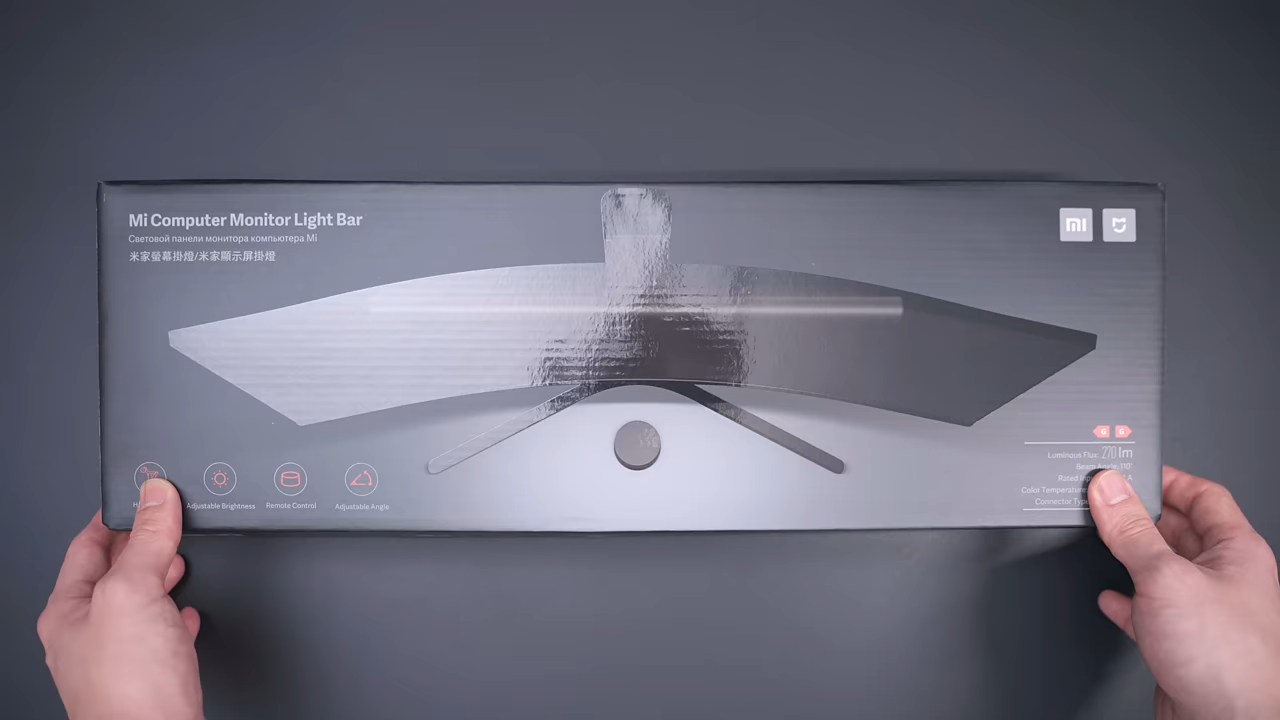 Mi Computer Monitor Light Bar
Световой панели монитора компьютера Mi
米家螢幕掛燈/米家顯示屏掛燈
mi
Adjustable Brightness
Remote Control
Adjustable Angle
G G
Luminous Flux: 270 lm
Beam Angle: 110°
Rated
Color Temperature:
Connector